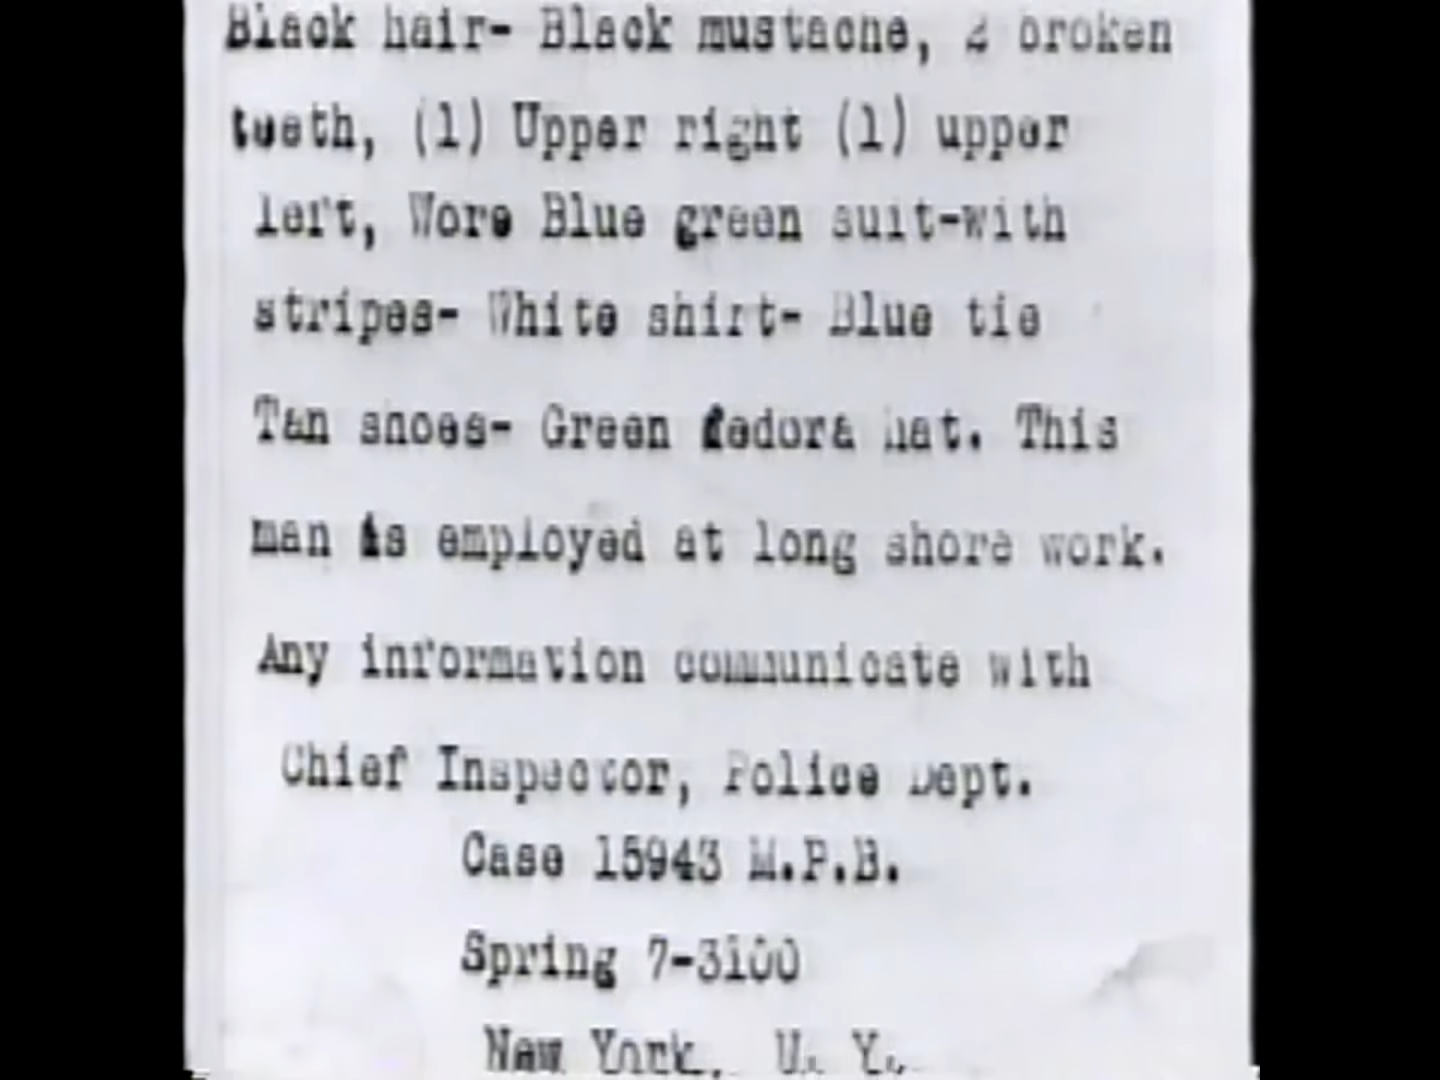 Black hair- Black mustache, 2 broken
teeth, (1) Upper right (1) upper
left, Wore Blue green suit-with
stripes- White shirt- Blue tie
Tan shoes- Green fedora hat. This
man is employed at long shore work.
Any information communicate with
Chief Inspector, Police Dept.
Case 15943 M.P.B.
Spring 7-3100
New York, U. Y.